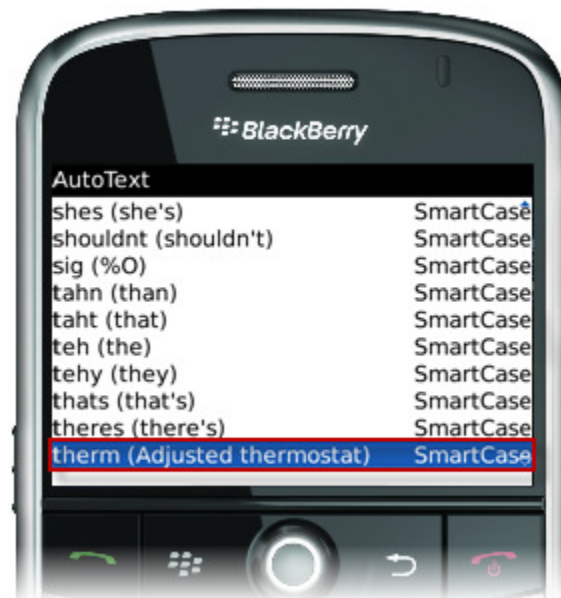 BlackBerry
AutoText
shes (she's) SmartCase
shouldnt (shouldn't) SmartCase
sig (%O) SmartCase
tahn (than) SmartCase
taht (that) SmartCase
teh (the) SmartCase
tehy (they) SmartCase
thats (that's) SmartCase
theres (there's) SmartCase
therm (Adjusted thermostat) SmartCase